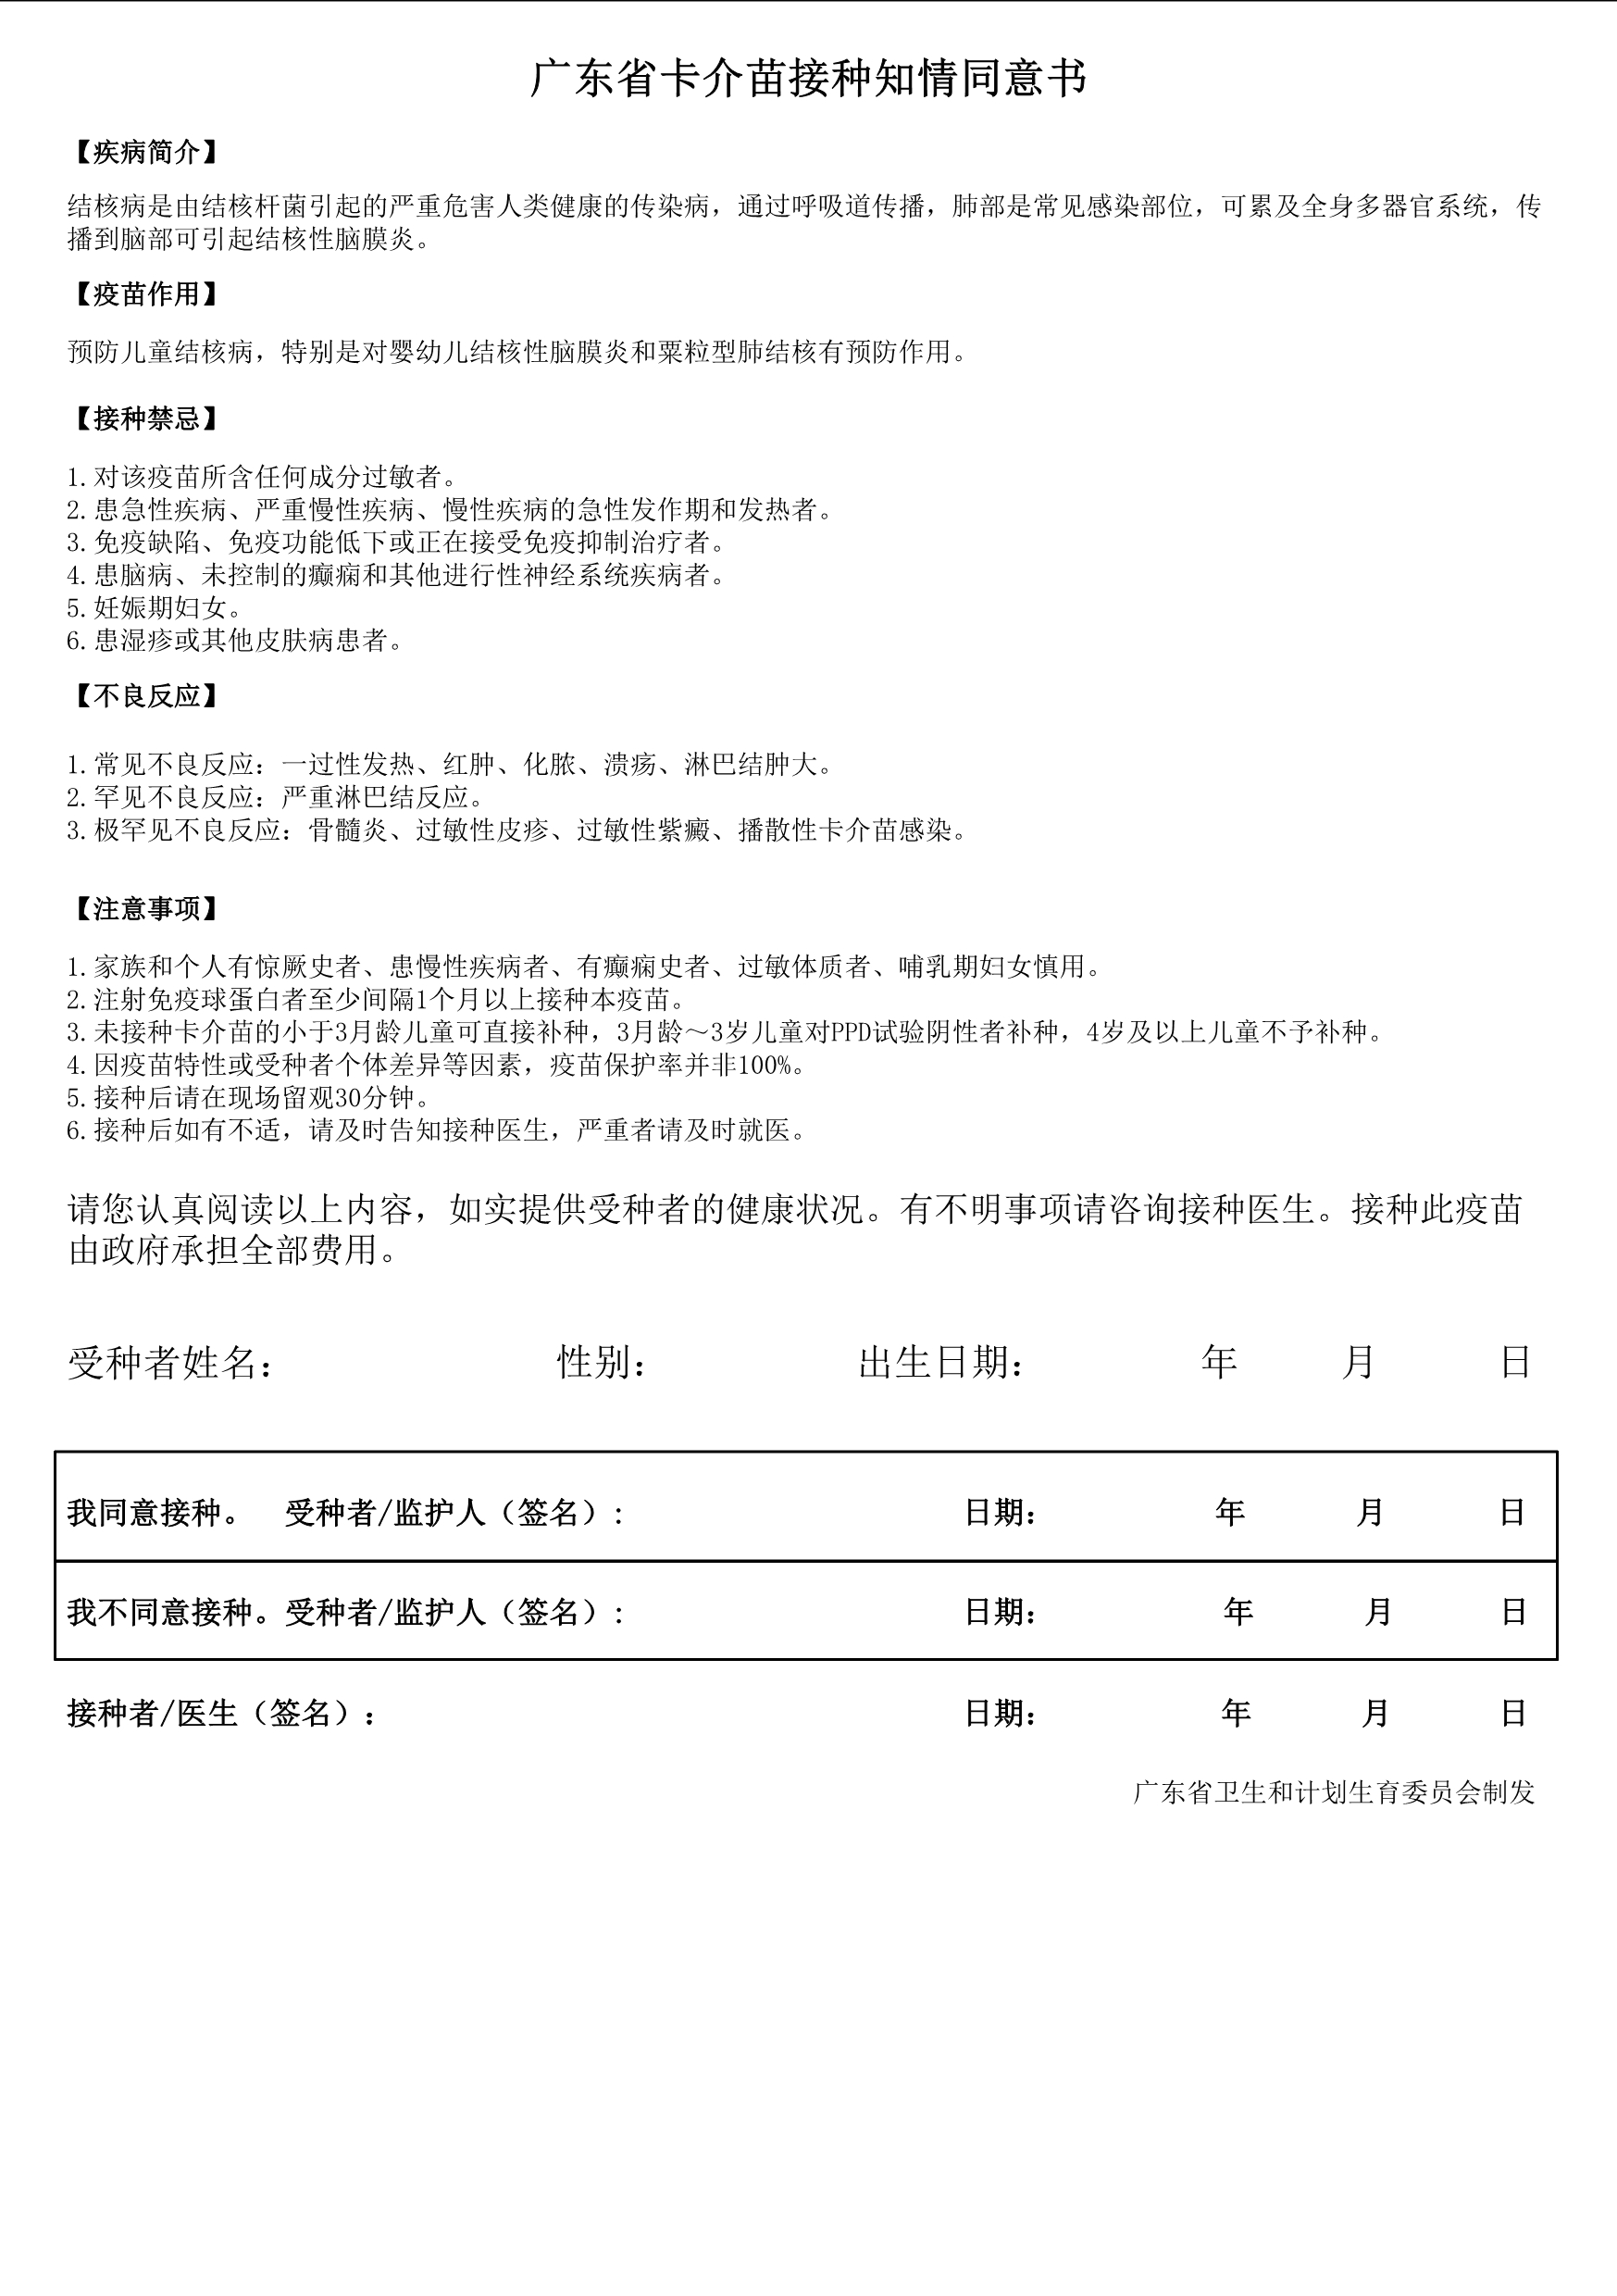 广东省卡介苗接种知情同意书
【疾病简介】
结核病是由结核杆菌引起的严重危害人类健康的传染病，通过呼吸道传播，肺部是常见感染部位，可累及全身多器官系统，传
播到脑部可引起结核性脑膜炎。
【疫苗作用】
预防儿童结核病，特别是对婴幼儿结核性脑膜炎和粟粒型肺结核有预防作用。
【接种禁忌】
1.对该疫苗所含任何成分过敏者。
2.患急性疾病、严重慢性疾病、慢性疾病的急性发作期和发热者。
3.免疫缺陷、免疫功能低下或正在接受免疫抑制治疗者。
4.患脑病、未控制的癫痫和其他进行性神经系统疾病者。
5.妊娠期妇女。
6.患湿疹或其他皮肤病患者。
【不良反应】
1.常见不良反应：一过性发热、红肿、化脓、溃疡、淋巴结肿大。
2.罕见不良反应：严重淋巴结反应。
3.极罕见不良反应：骨髓炎、过敏性皮疹、过敏性紫癜、播散性卡介苗感染。
【注意事项】
1.家族和个人有惊厥史者、患慢性疾病者、有癫痫史者、过敏体质者、哺乳期妇女慎用。
2.注射免疫球蛋白者至少间隔1个月以上接种本疫苗。
3.未接种卡介苗的小于3月龄儿童可直接补种，3月龄～3岁儿童对PPD试验阴性者补种，4岁及以上儿童不予补种。
4.因疫苗特性或受种者个体差异等因素，疫苗保护率并非100%。
5.接种后请在现场留观30分钟。
6.接种后如有不适，请及时告知接种医生，严重者请及时就医。
请您认真阅读以上内容，如实提供受种者的健康状况。有不明事项请咨询接种医生。接种此疫苗
由政府承担全部费用。
受种者姓名： 性别： 出生日期： 年 月 日
我同意接种。 受种者/监护人（签名）: 日期： 年 月 日
我不同意接种。受种者/监护人（签名）: 日期： 年 月 日
接种者/医生（签名）: 日期： 年 月 日
广东省卫生和计划生育委员会制发